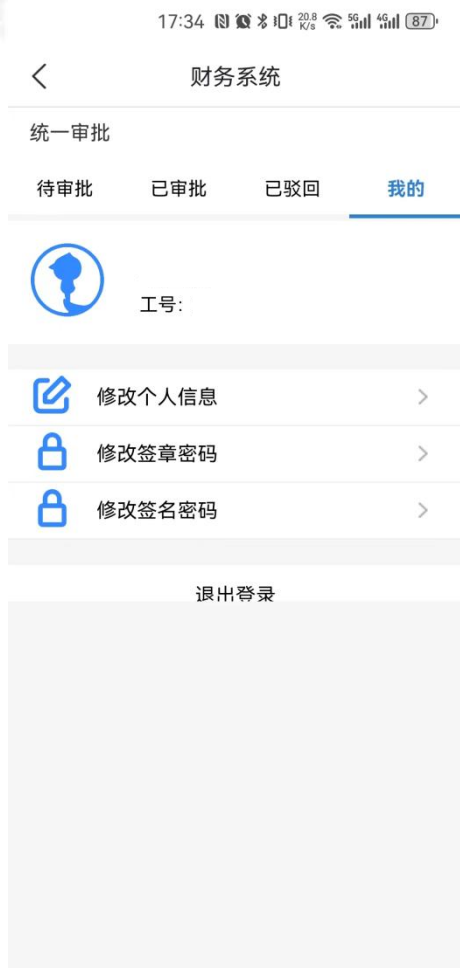 17:34 20.8 K/s 5G 4G 87
财务系统
统一审批
待审批 已审批 已驳回 我的
工号:
修改个人信息
修改签章密码
修改签名密码
退出登录